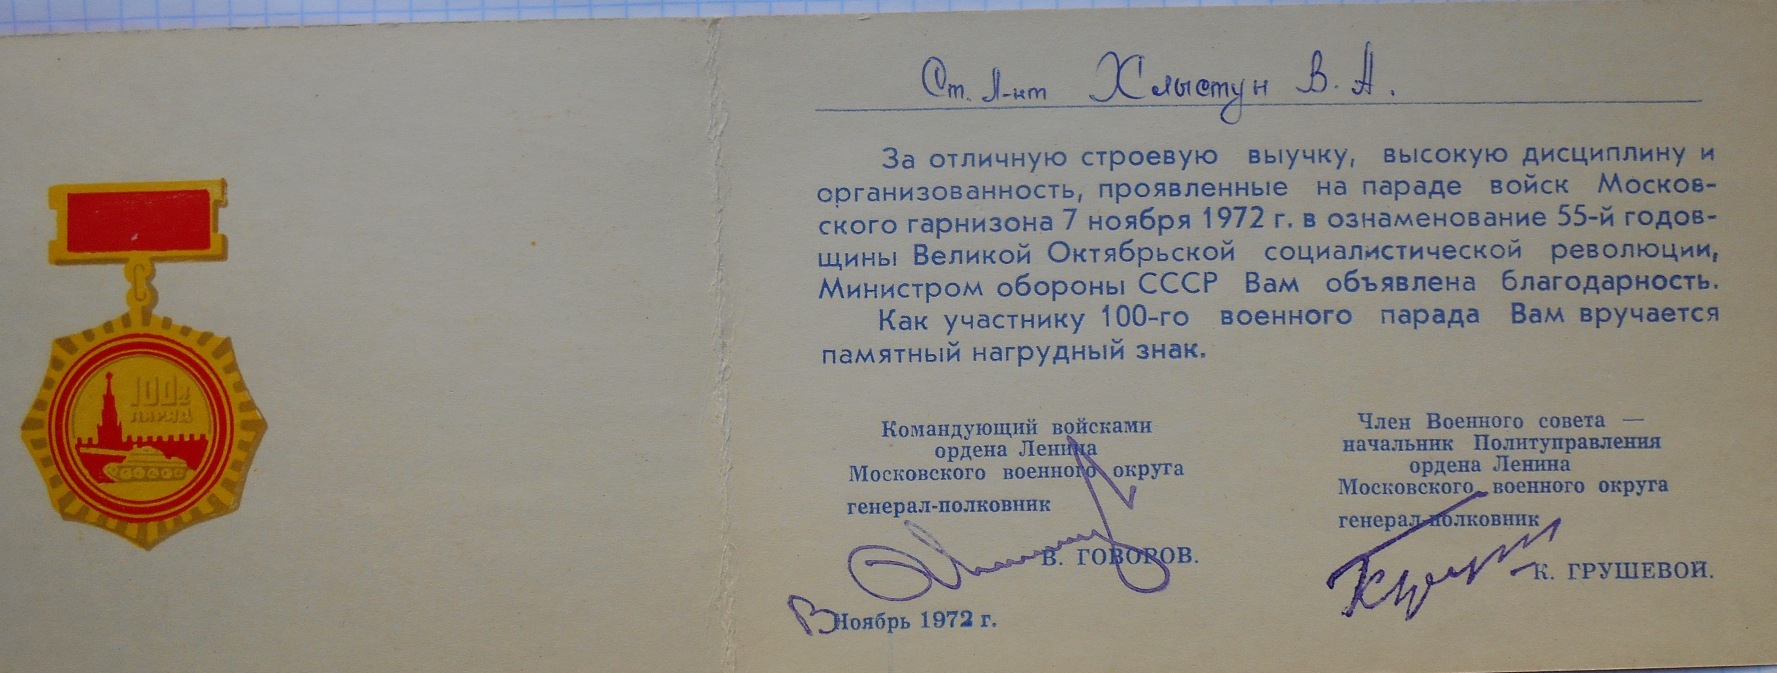 100й
ПАРАД
Ст. Л-нт Хлыстун В. А.
За отличную строевую выучку, высокую дисциплину и
организованность, проявленные на параде войск Москов-
ского гарнизона 7 ноября 1972 г. в ознаменование 55-й годов-
щины Великой Октябрьской социалистической революции,
Министром обороны СССР Вам объявлена благодарность.
Как участнику 100-го военного парада Вам вручается
памятный нагрудный знак.
Командующий войсками
ордена Ленина
Московского военного округа
генерал-полковник
В. ГОВОРОВ.
Ноябрь 1972 г.
Член Военного совета —
начальник Политуправления
ордена Ленина
Московского военного округа
генерал-полковник
К. ГРУШЕВОЙ.